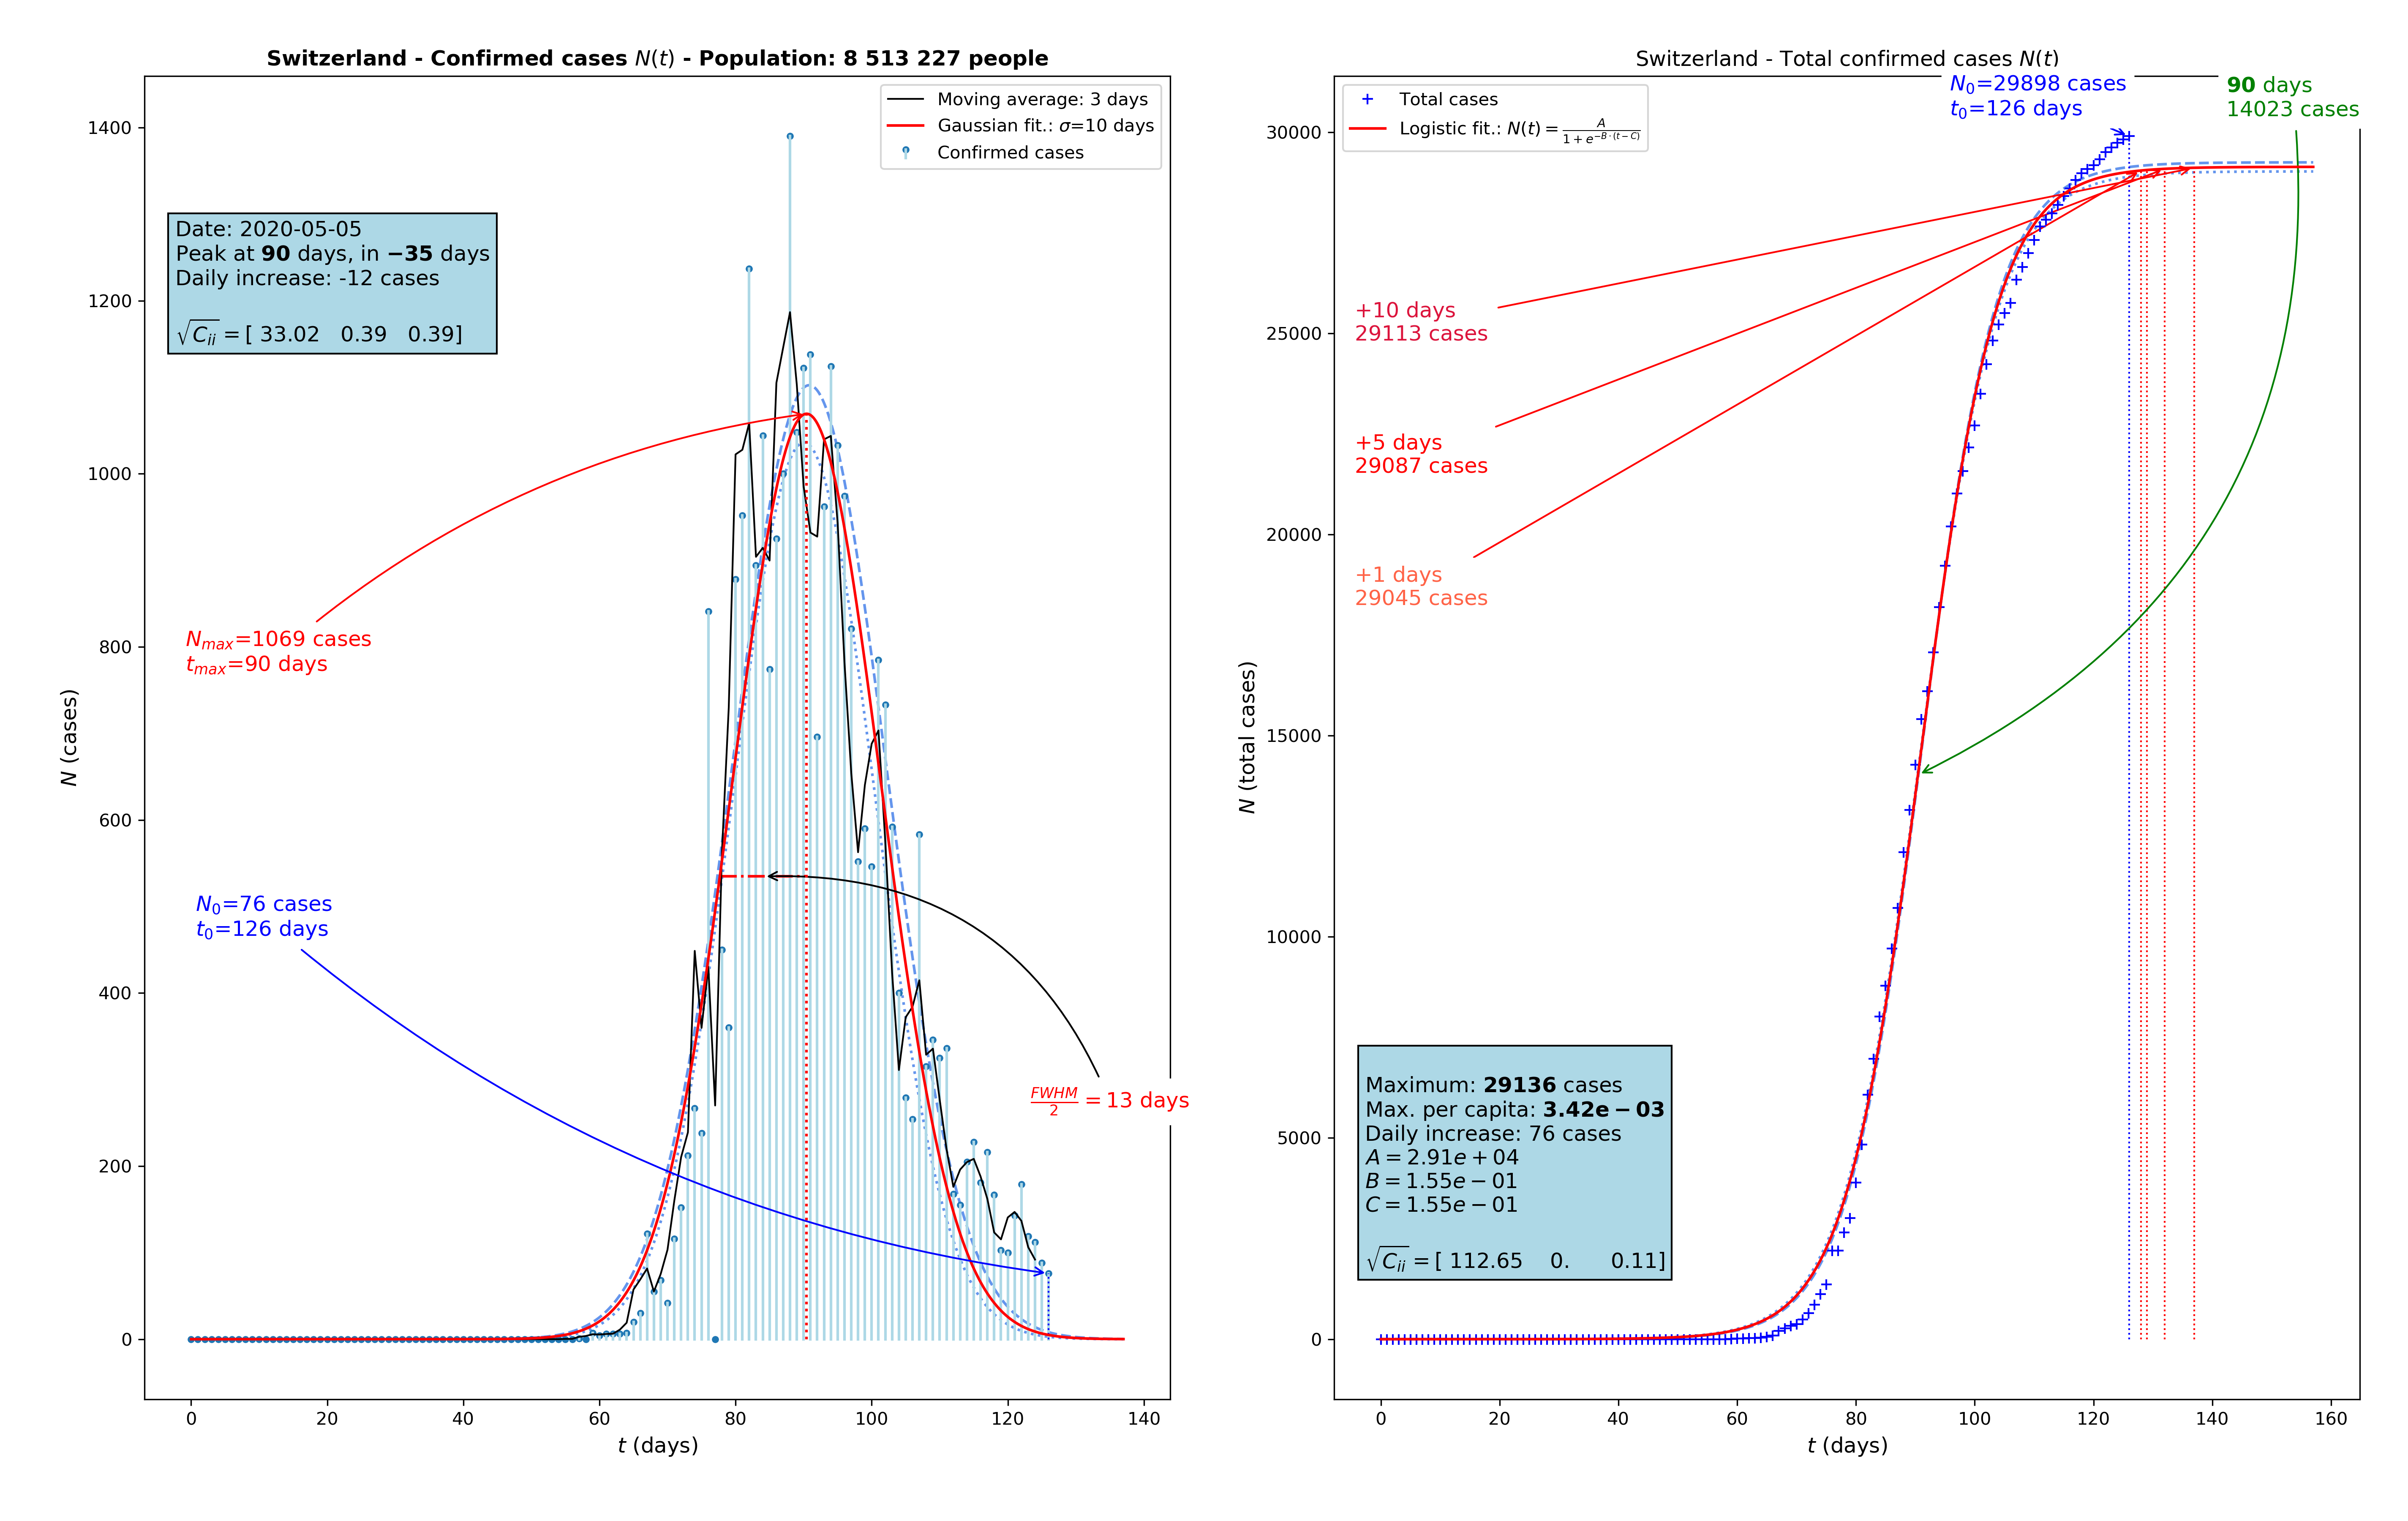 Switzerland - Confirmed cases N(t) - Population: 8 513 227 people
Moving average: 3 days
Gaussian fit.: σ=10 days
Confirmed cases
Date: 2020-05-05
Peak at 90 days, in −35 days
Daily increase: -12 cases
√C_ii = [ 33.02 0.39 0.39]
N_max=1069 cases
t_max=90 days
N_0=76 cases
t_0=126 days
FWHM/2 = 13 days
N (cases)
1400
1200
1000
800
600
400
200
0
0 20 40 60 80 100 120 140
t (days)
Switzerland - Total confirmed cases N(t)
Total cases
Logistic fit.: N(t) = A/(1+e^{−B·(t−C)})
N_0=29898 cases
t_0=126 days
90 days
14023 cases
+10 days
29113 cases
+5 days
29087 cases
+1 days
29045 cases
Maximum: 29136 cases
Max. per capita: 3.42e − 03
Daily increase: 76 cases
A = 2.91e + 04
B = 1.55e − 01
C = 1.55e − 01
√C_ii = [ 112.65 0. 0.11]
N (total cases)
30000
25000
20000
15000
10000
5000
0
0 20 40 60 80 100 120 140 160
t (days)